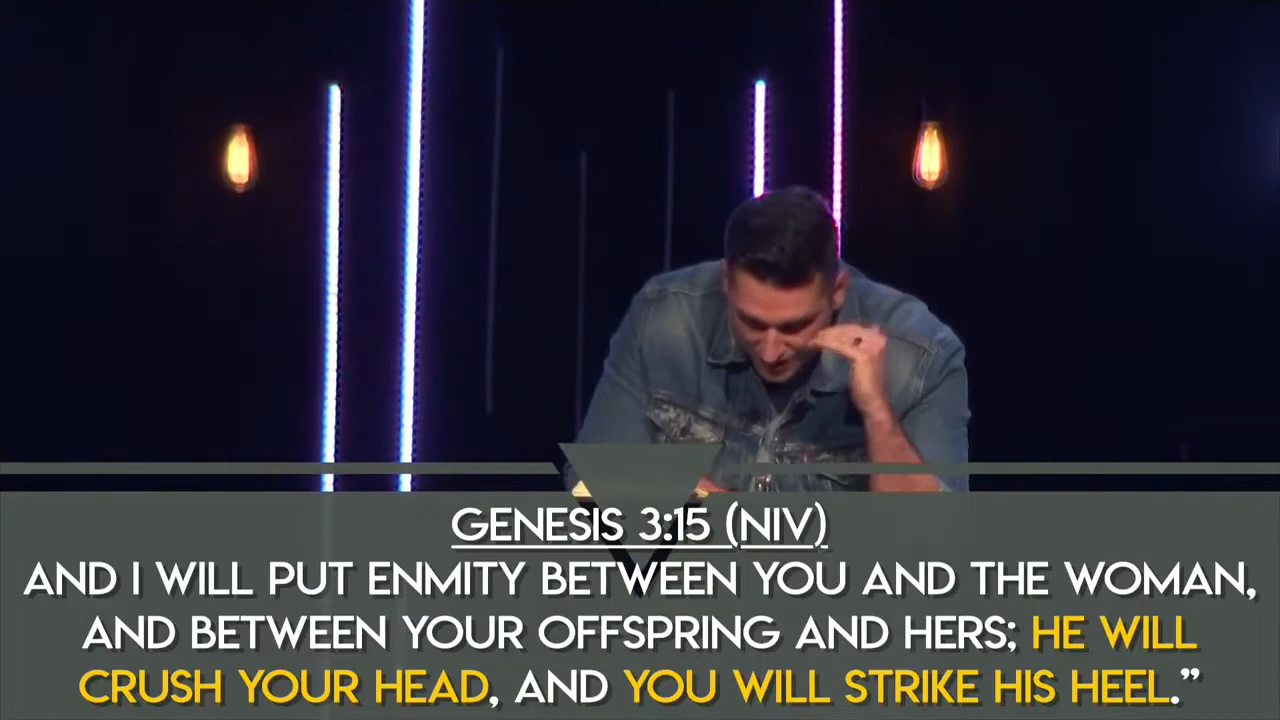 GENESIS 3:15 (NIV)
AND I WILL PUT ENMITY BETWEEN YOU AND THE WOMAN,
AND BETWEEN YOUR OFFSPRING AND HERS; HE WILL
CRUSH YOUR HEAD, AND YOU WILL STRIKE HIS HEEL.”